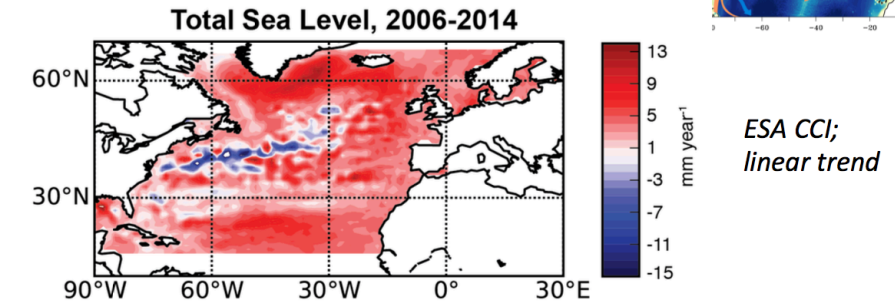 Total Sea Level, 2006-2014
-60
-40
-20
60°N
30°N
90°W
60°W
30°W
0°
30°E
13
9
5
1
-3
-7
-11
-15
mm year⁻¹
ESA CCI;
linear trend